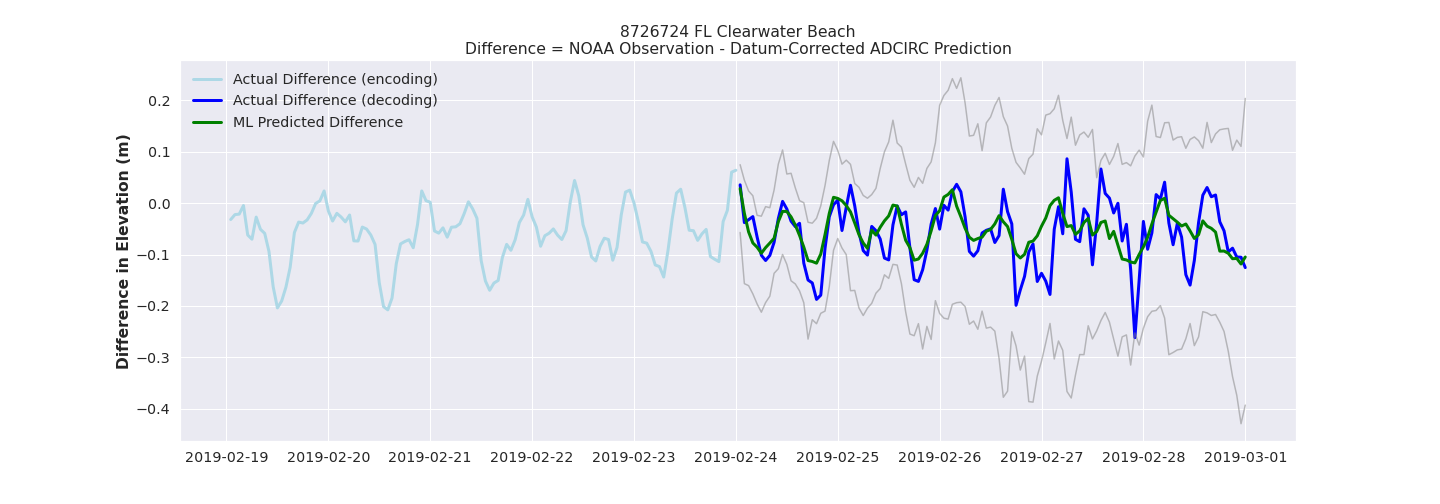 8726724 FL Clearwater Beach
Difference = NOAA Observation - Datum-Corrected ADCIRC Prediction
Actual Difference (encoding)
Actual Difference (decoding)
ML Predicted Difference
Difference in Elevation (m)
0.2
0.1
0.0
−0.1
−0.2
−0.3
−0.4
2019-02-19 2019-02-20 2019-02-21 2019-02-22 2019-02-23 2019-02-24 2019-02-25 2019-02-26 2019-02-27 2019-02-28 2019-03-01